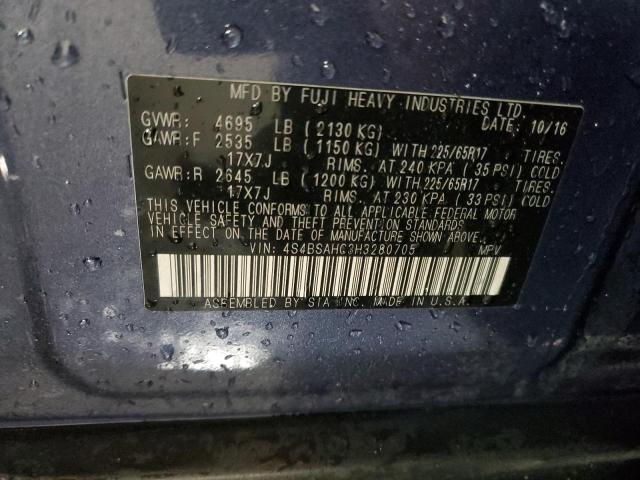 MFD BY FUJI HEAVY INDUSTRIES LTD.
GVWR: 4695 LB (2130 KG) DATE: 10/16
GAWR:F 2535 LB (1150 KG) WITH 225/65R17 TIRES.
17X7J RIMS. AT 240 KPA (35 PSI) COLD
GAWR:R 2645 LB (1200 KG) WITH 225/65R17 TIRES.
17X7J RIMS. AT 230 KPA (33 PSI) COLD
THIS VEHICLE CONFORMS TO ALL APPLICABLE FEDERAL MOTOR
VEHICLE SAFETY AND THEFT PREVENTION STANDARDS
IN EFFECT ON THE DATE OF MANUFACTURE SHOWN ABOVE.
VIN: 4S4BSAHC3H3280705 MPV
ASSEMBLED BY SIA INC. MADE IN U.S.A.